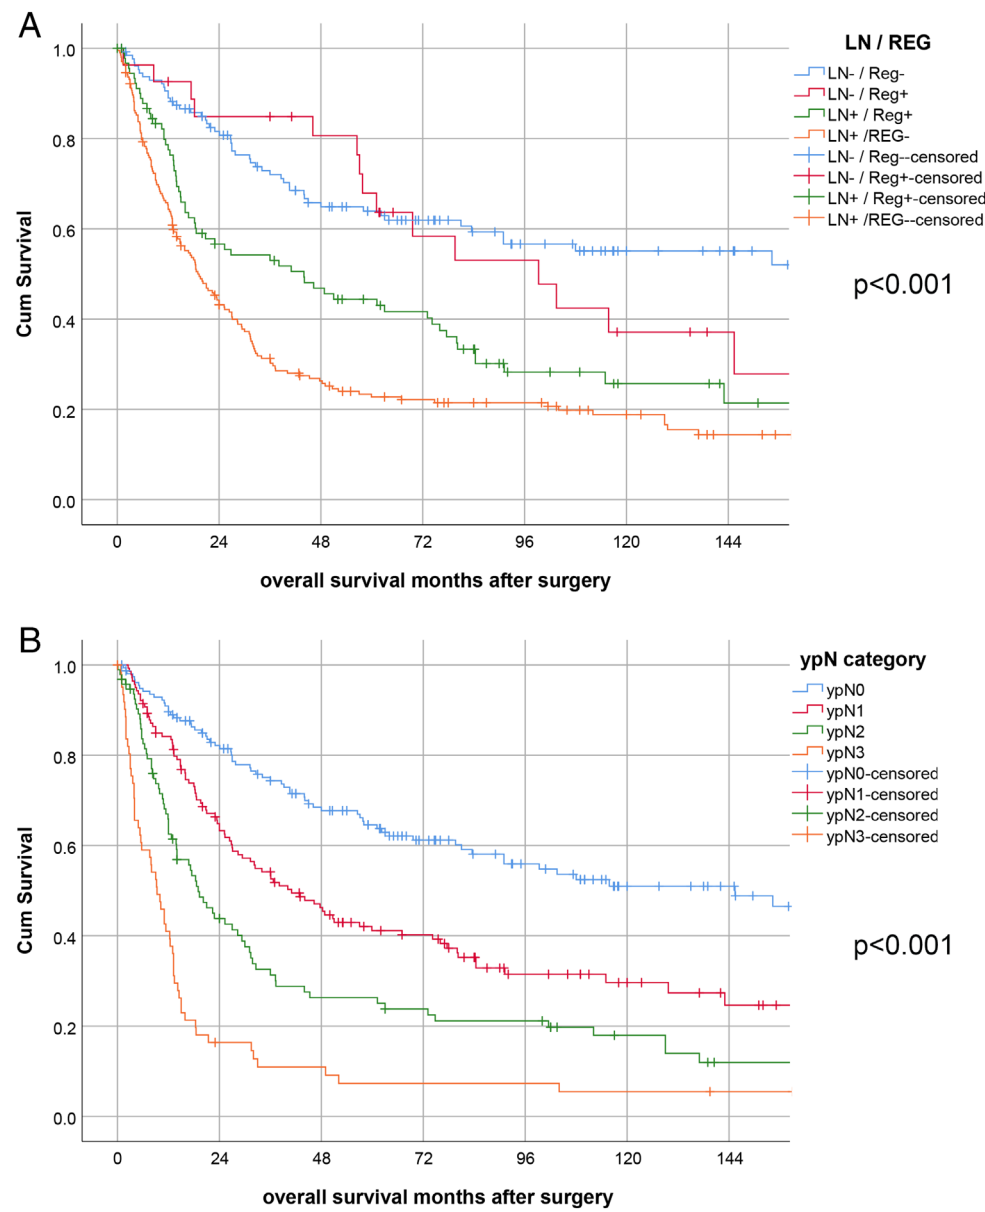 A
LN / REG
LN- / Reg-
LN- / Reg+
LN+ / Reg+
LN+ /REG-
LN- / Reg--censored
LN- / Reg+-censored
LN+ / Reg+-censored
LN+ /REG--censored
p<0.001
Cum Survival
1.0
0.8
0.6
0.4
0.2
0.0
0 24 48 72 96 120 144
overall survival months after surgery
B
ypN category
ypN0
ypN1
ypN2
ypN3
ypN0-censored
ypN1-censored
ypN2-censored
ypN3-censored
p<0.001
Cum Survival
1.0
0.8
0.6
0.4
0.2
0.0
0 24 48 72 96 120 144
overall survival months after surgery